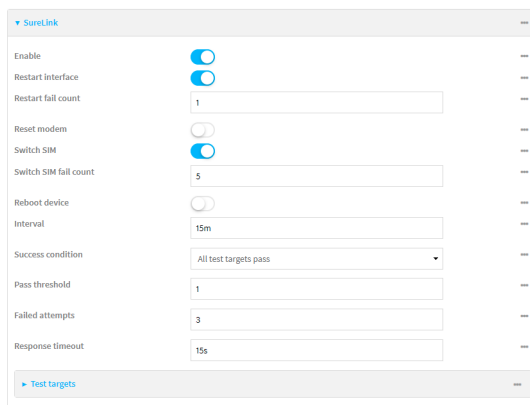 SureLink
Enable
Restart interface
Restart fail count
1
Reset modem
Switch SIM
Switch SIM fail count
5
Reboot device
Interval
15m
Success condition
All test targets pass
Pass threshold
1
Failed attempts
3
Response timeout
15s
Test targets